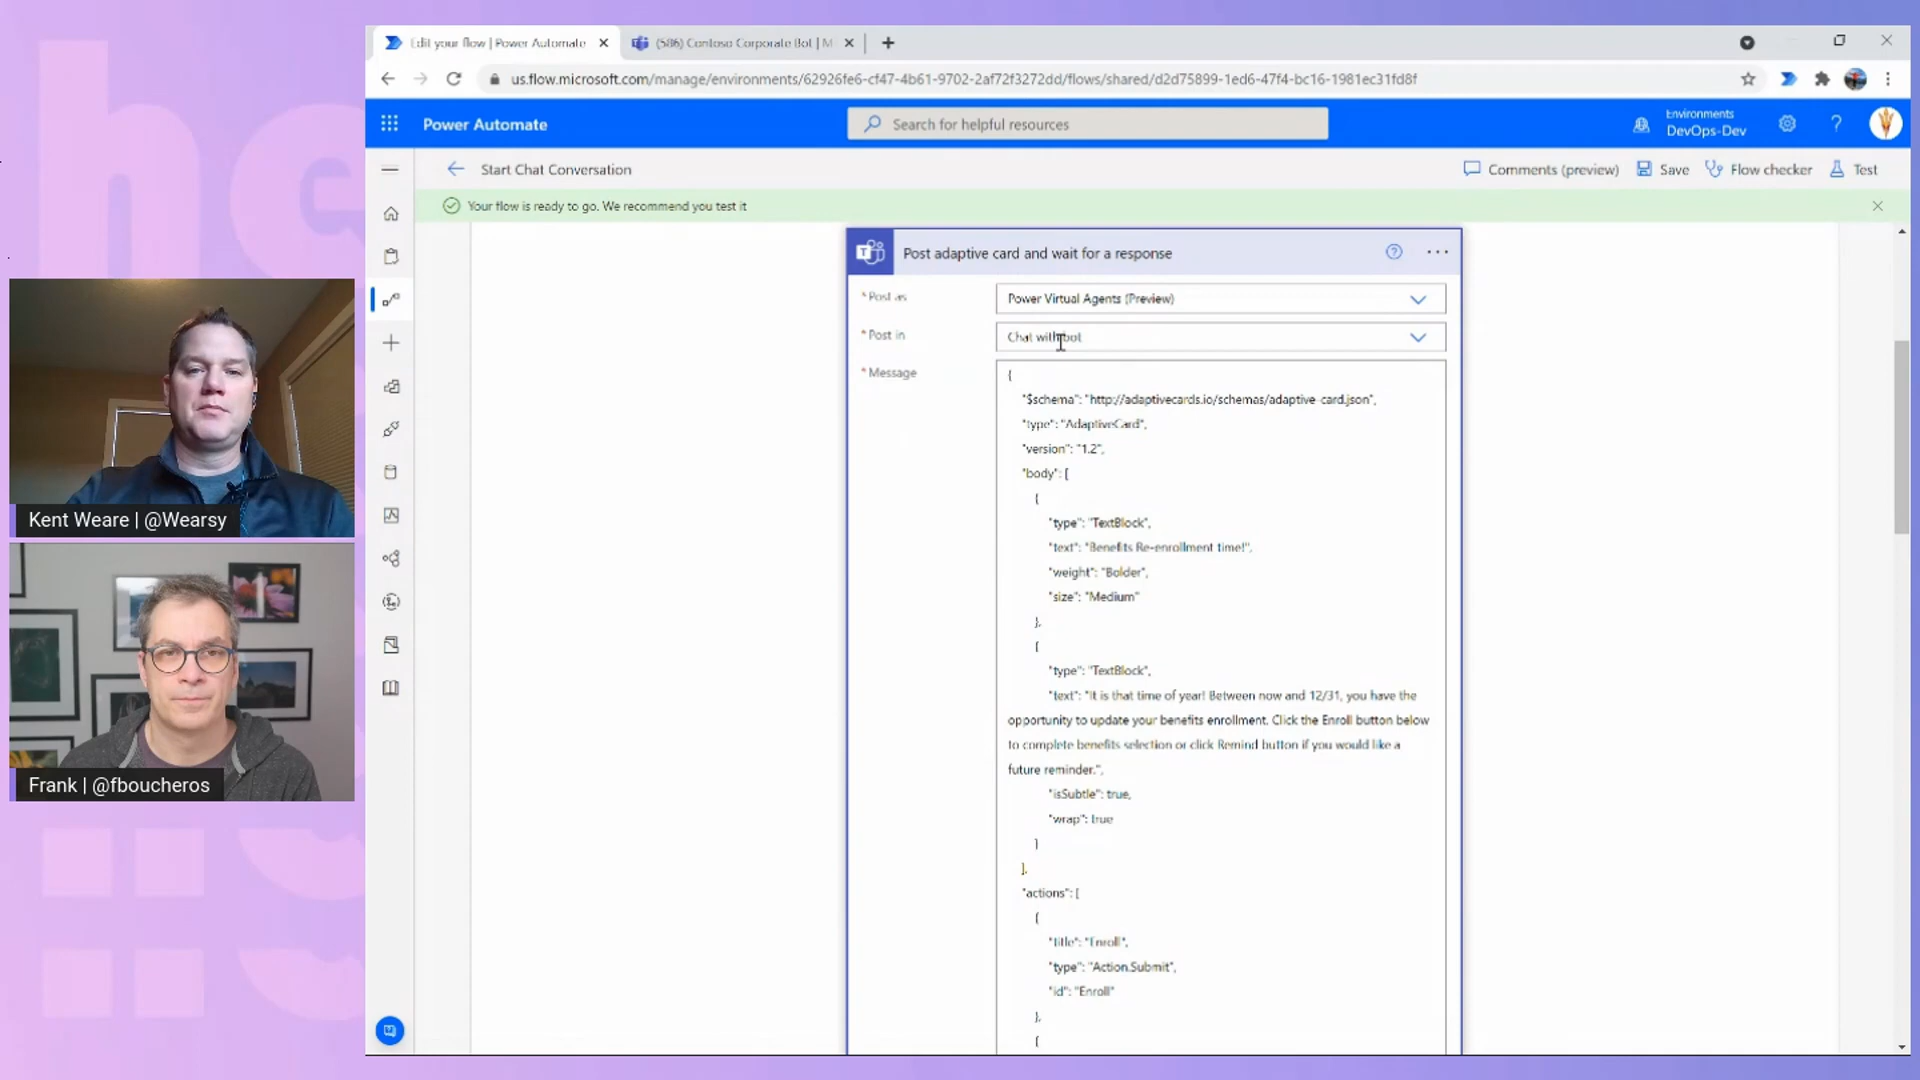 Edit your flow | Power Automate
(586) Contoso Corporate Bot | M
us.flow.microsoft.com/manage/environments/62926fe6-cf47-4b61-9702-2af72f3272dd/flows/shared/d2d75899-1ed6-47f4-bc16-1981ec31fd8f
Power Automate
Search for helpful resources
Environments
DevOps-Dev
Start Chat Conversation
Comments (preview)
Save
Flow checker
Test
Your flow is ready to go. We recommend you test it
Post adaptive card and wait for a response
* Post as
Power Virtual Agents (Preview)
* Post in
Chat with bot
* Message
{
"$schema": "http://adaptivecards.io/schemas/adaptive-card.json",
"type": "AdaptiveCard",
"version": "1.2",
"body": [
{
"type": "TextBlock",
"text": "Benefits Re-enrollment time!",
"weight": "Bolder",
"size": "Medium"
},
{
"type": "TextBlock",
"text": "It is that time of year! Between now and 12/31, you have the
opportunity to update your benefits enrollment. Click the Enroll button below
to complete benefits selection or click Remind button if you would like a
future reminder.",
"isSubtle": true,
"wrap": true
}
],
"actions": [
{
"title": "Enroll",
"type": "Action.Submit",
"id": "Enroll"
},
{
Kent Weare | @Wearsy
Frank | @fboucheros